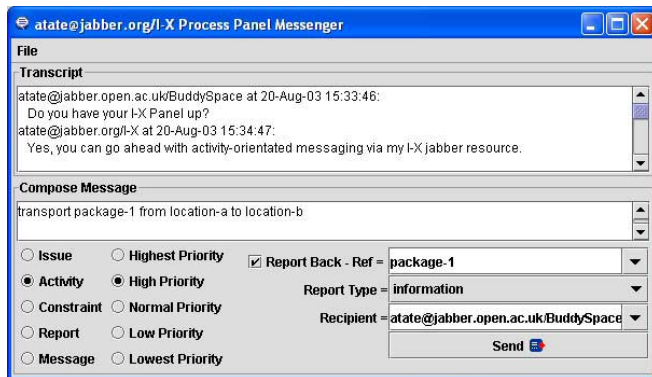 atate@jabber.org/I-X Process Panel Messenger
File
Transcript
atate@jabber.open.ac.uk/BuddySpace at 20-Aug-03 15:33:46:
Do you have your I-X Panel up?
atate@jabber.org/I-X at 20-Aug-03 15:34:47:
Yes, you can go ahead with activity-orientated messaging via my I-X jabber resource.
Compose Message
transport package-1 from location-a to location-b
Issue
Activity
Constraint
Report
Message
Highest Priority
High Priority
Normal Priority
Low Priority
Lowest Priority
Report Back - Ref = package-1
Report Type = information
Recipient = atate@jabber.open.ac.uk/BuddySpace
Send